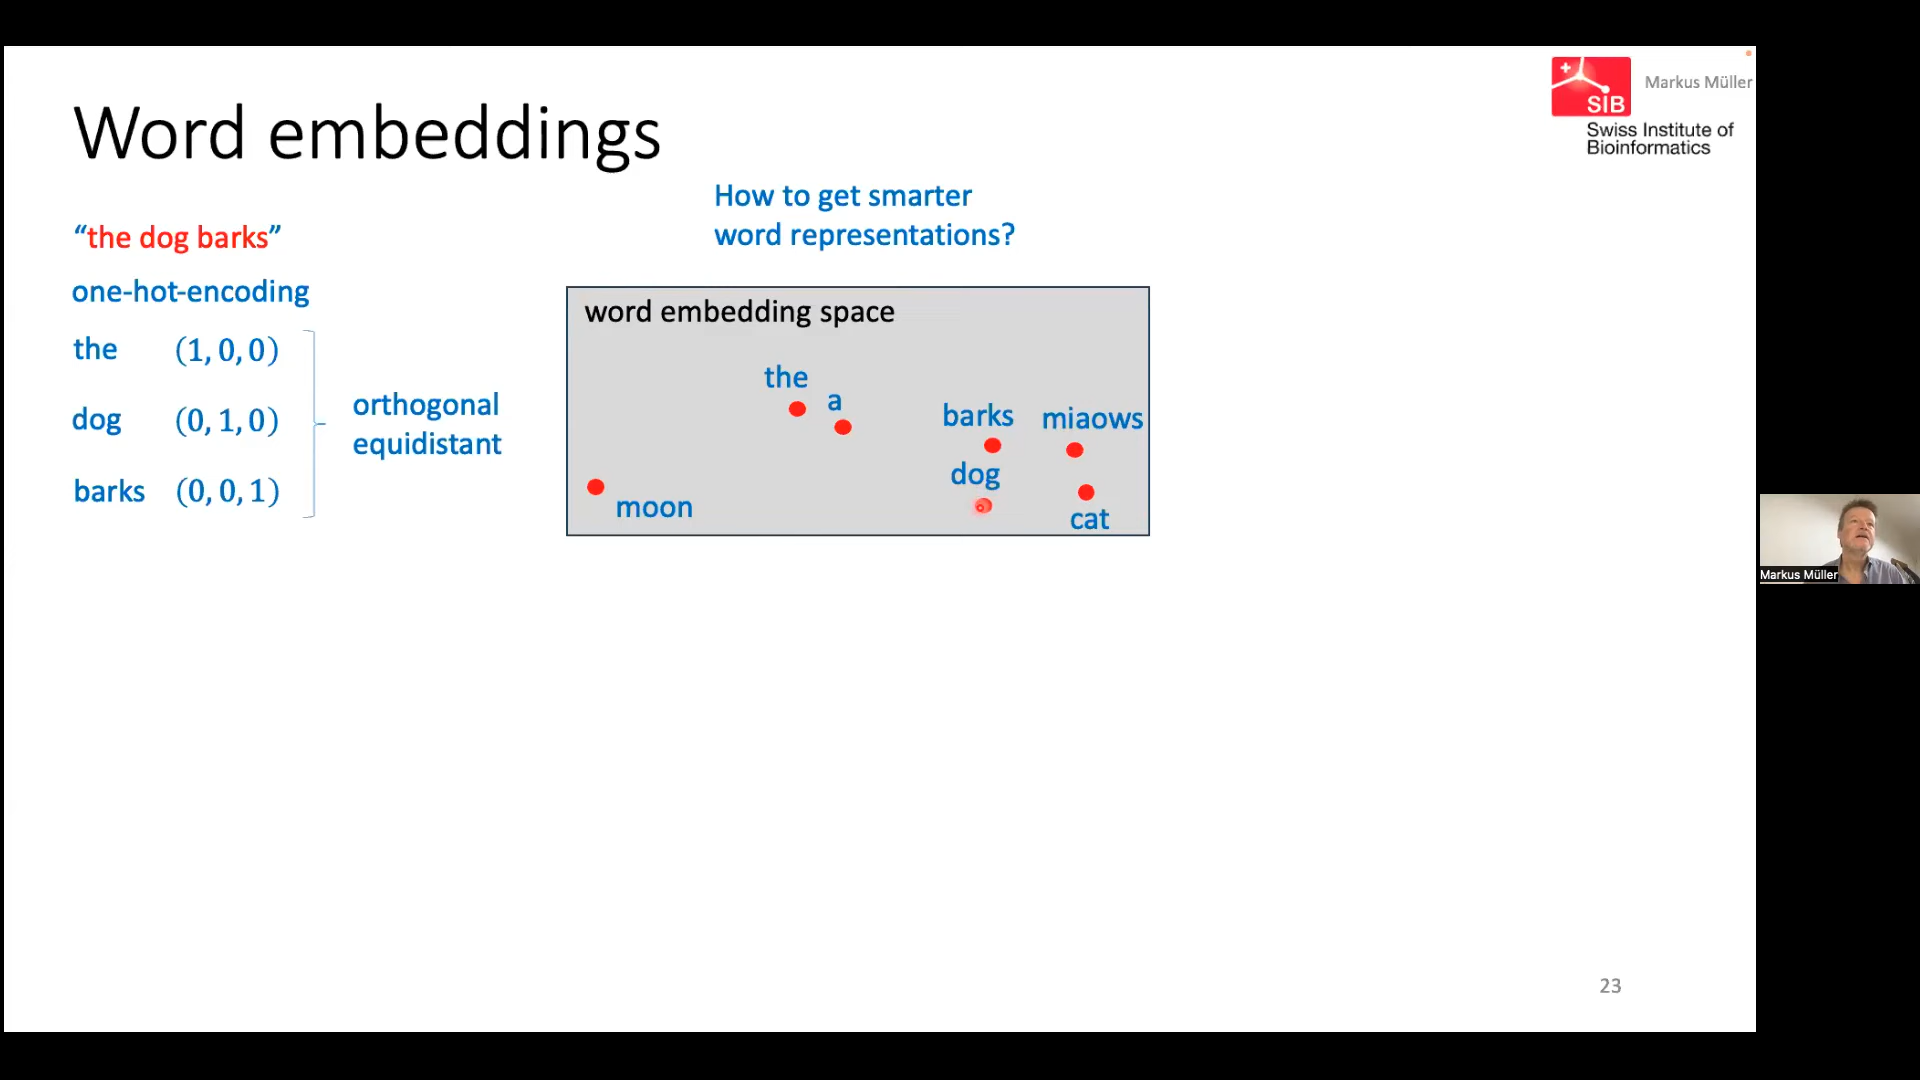 Word embeddings
SIB
Markus Müller
Swiss Institute of
Bioinformatics
How to get smarter
word representations?
“the dog barks”
one-hot-encoding
the (1, 0, 0)
dog (0, 1, 0)
barks (0, 0, 1)
orthogonal
equidistant
word embedding space
the
a
barks
miaows
dog
moon
cat
Markus Müller
23